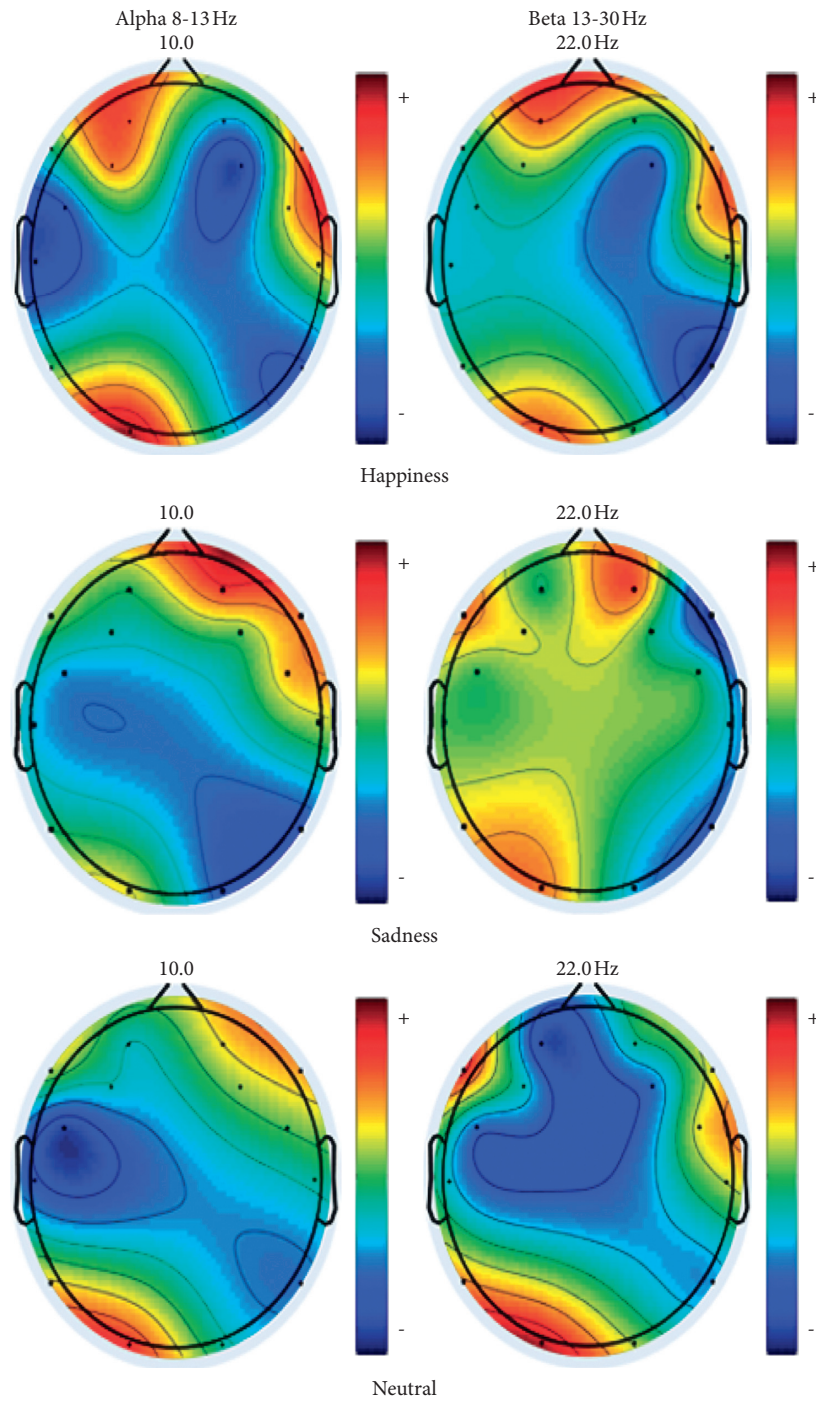 Alpha 8-13 Hz
Beta 13-30 Hz
10.0
22.0 Hz
+
+
-
-
Happiness
10.0
22.0 Hz
+
+
-
-
Sadness
10.0
22.0 Hz
+
+
-
-
Neutral